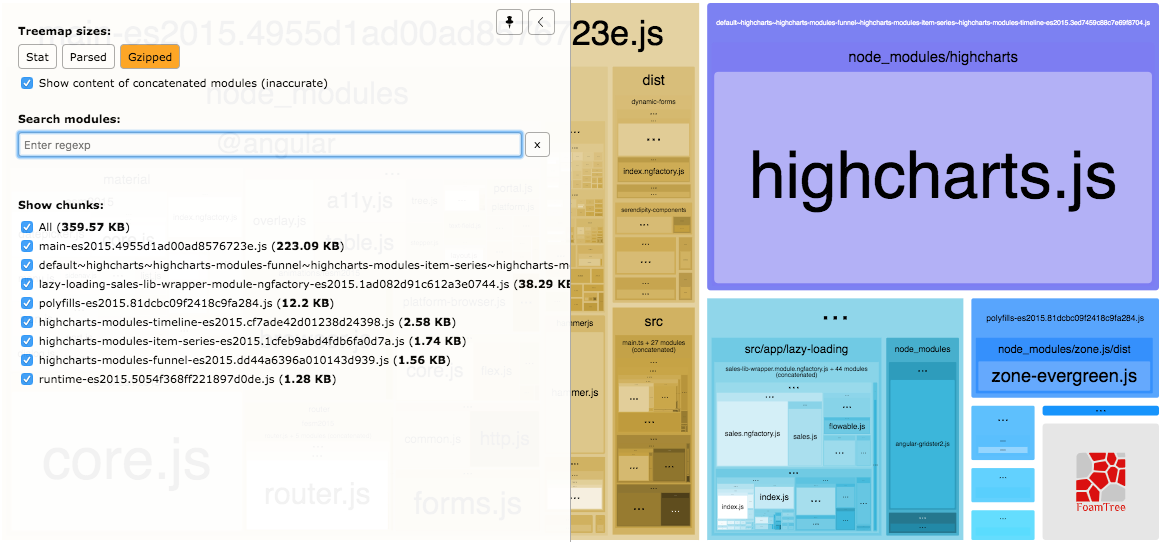 Treemap sizes:
Stat
Parsed
Gzipped
Show content of concatenated modules (inaccurate)
Search modules:
Enter regexp
x
Show chunks:
All (359.57 KB)
main-es2015.4955d1ad00ad8576723e.js (223.09 KB)
default~highcharts~highcharts-modules-funnel~highcharts-modules-item-series~highcharts-m
lazy-loading-sales-lib-wrapper-module-ngfactory-es2015.1ad082d91c612a3e0744.js (38.29 KB
polyfills-es2015.81dcbc09f2418c9fa284.js (12.2 KB)
highcharts-modules-timeline-es2015.cf7ade42d01238d24398.js (2.58 KB)
highcharts-modules-item-series-es2015.1cfeb9abd4fdb6fa0d7a.js (1.74 KB)
highcharts-modules-funnel-es2015.dd44a6396a010143d939.js (1.56 KB)
runtime-es2015.5054f368ff221897d0de.js (1.28 KB)
main-es2015.4955d1ad00ad8576723e.js
node_modules
@angular
material
overlay.js
a11y.js
table.js
portal.js
platform-browser.js
core.js
core.js
flex.js
router.js
common.js
http.js
forms.js
hammerjs
hammer.js
dist
dynamic-forms
...
...
index.ngfactory.js
...
serendipity-components
...
...
...
src
main.ts + 27 modules
(concatenated)
...
...
...
...
default~highcharts~highcharts-modules-funnel~highcharts-modules-item-series~highcharts-modules-timeline-es2015.3ed7459c88c7e69f8704.js
node_modules/highcharts
highcharts.js
...
src/app/lazy-loading
sales-lib-wrapper.module.ngfactory.js + 44 modules
(concatenated)
...
sales.ngfactory.js
sales.js
flowable.js
...
index.js
index.js
...
node_modules
...
angular-gridster2.js
...
polyfills-es2015.81dcbc09f2418c9fa284.js
node_modules/zone.js/dist
zone-evergreen.js
...
...
...
...
FoamTree